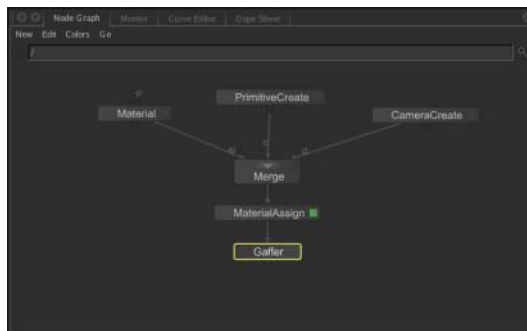 Node Graph Monitor Curve Editor Dope Sheet
New Edit Colors Go
/
PrimitiveCreate
Material
CameraCreate
Merge
MaterialAssign
Gaffer